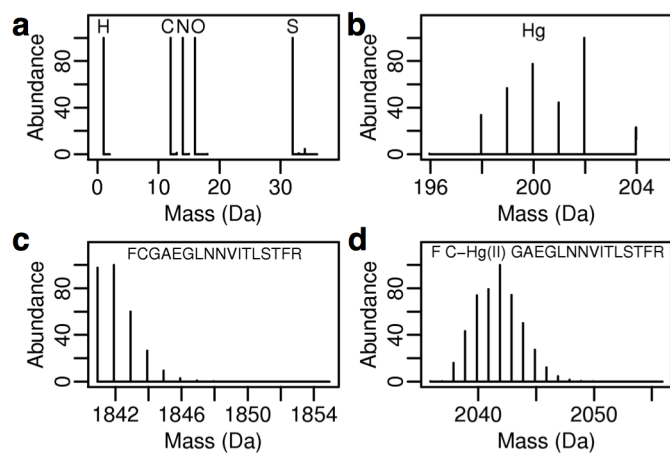 a
H C N O S
Abundance
0 40 80
0 10 20 30
Mass (Da)
b
Hg
Abundance
0 40 80
196 200 204
Mass (Da)
c
FCGAEGLNNVITLSTFR
Abundance
0 40 80
1842 1846 1850 1854
Mass (Da)
d
F C-Hg(II) GAEGLNNVITLSTFR
Abundance
0 40 80
2040 2050
Mass (Da)